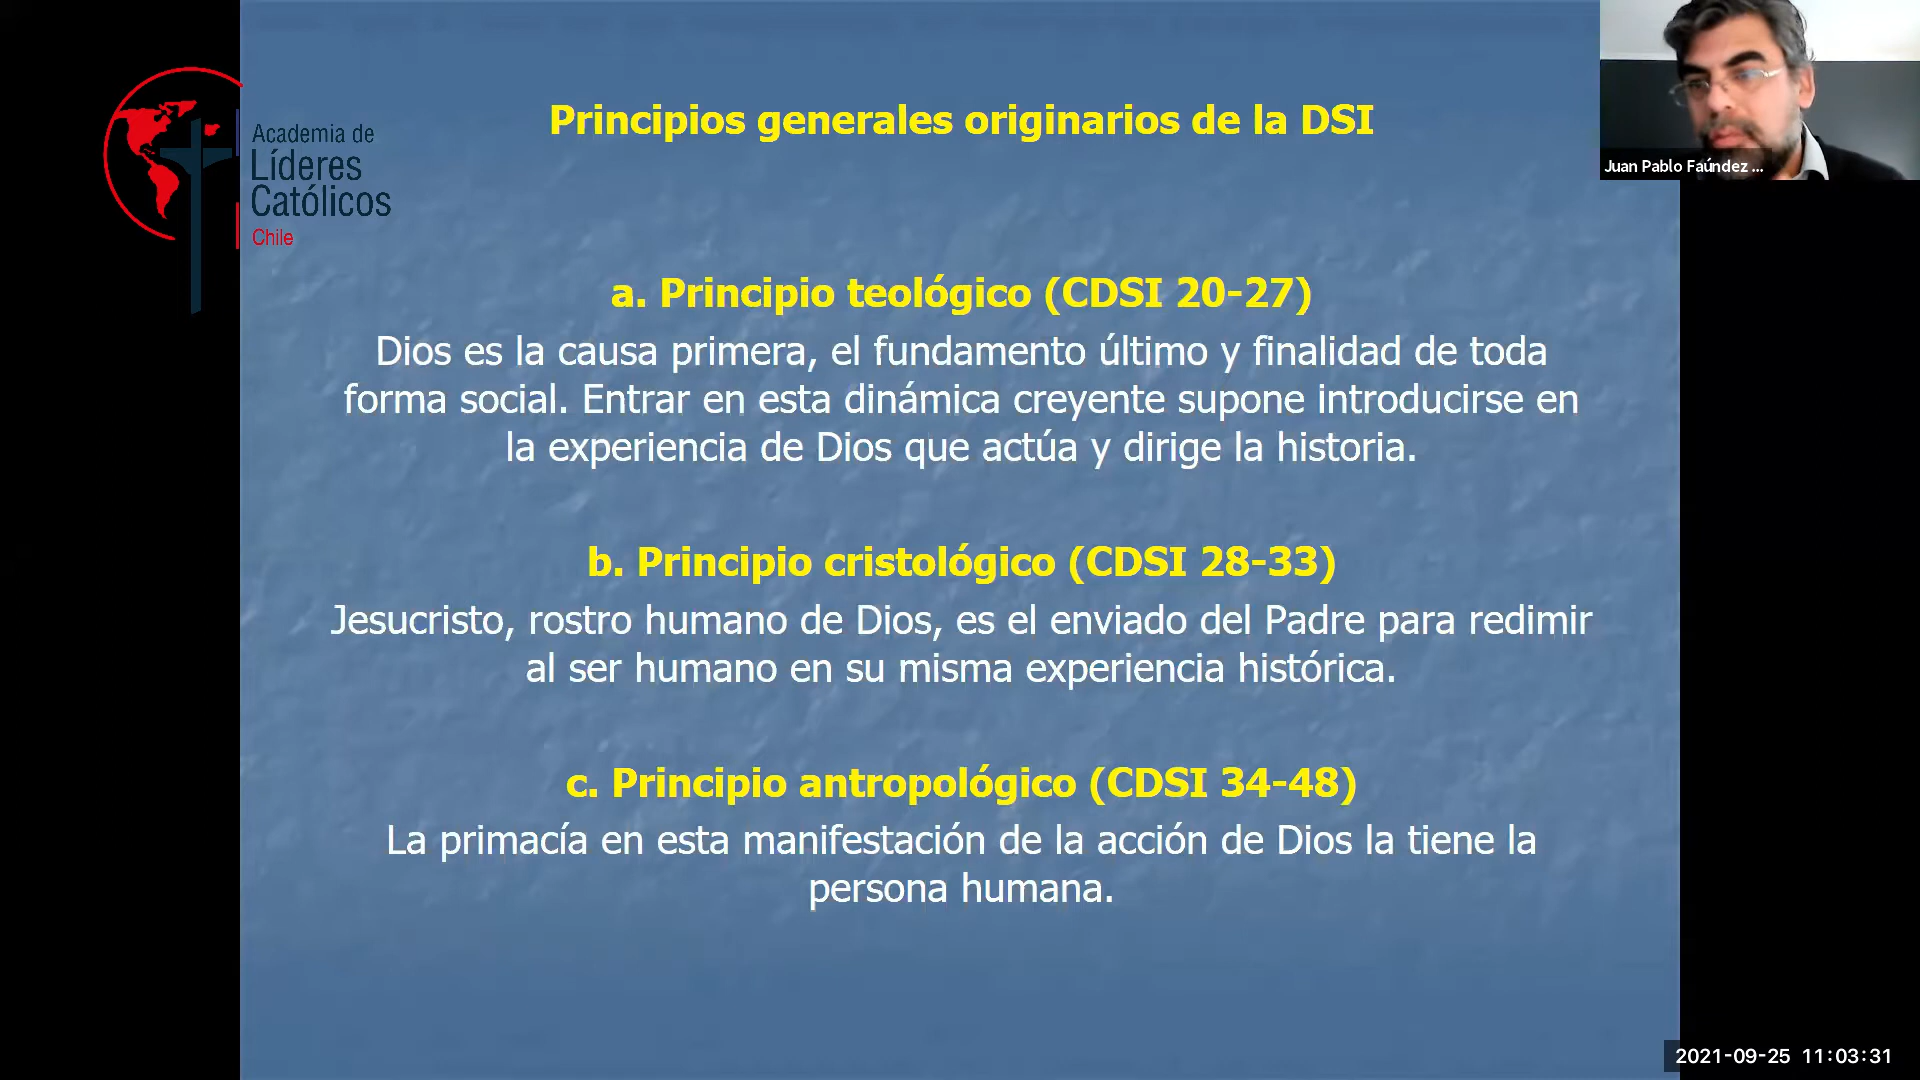 Academia de
Líderes
Católicos
Chile
Principios generales originarios de la DSI
Juan Pablo Faúndez ...
a. Principio teológico (CDSI 20-27)
Dios es la causa primera, el fundamento último y finalidad de toda
forma social. Entrar en esta dinámica creyente supone introducirse en
la experiencia de Dios que actúa y dirige la historia.
b. Principio cristológico (CDSI 28-33)
Jesucristo, rostro humano de Dios, es el enviado del Padre para redimir
al ser humano en su misma experiencia histórica.
c. Principio antropológico (CDSI 34-48)
La primacía en esta manifestación de la acción de Dios la tiene la
persona humana.
2021-09-25 11:03:31